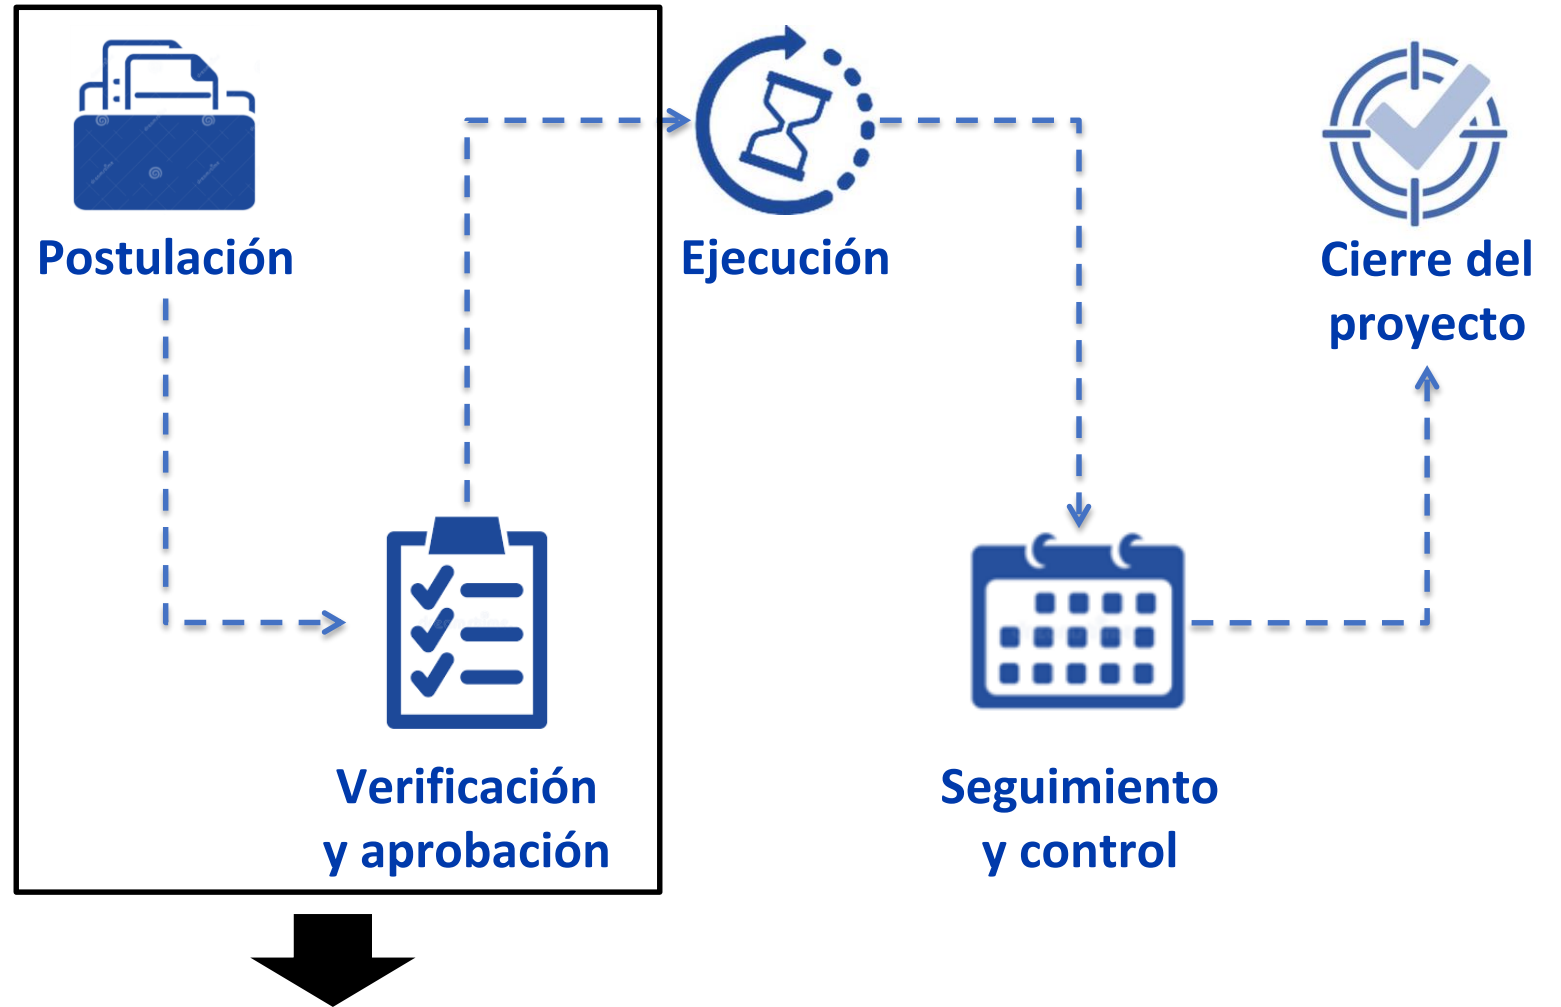 Postulación
Ejecución
Cierre del
proyecto
Verificación
y aprobación
Seguimiento
y control